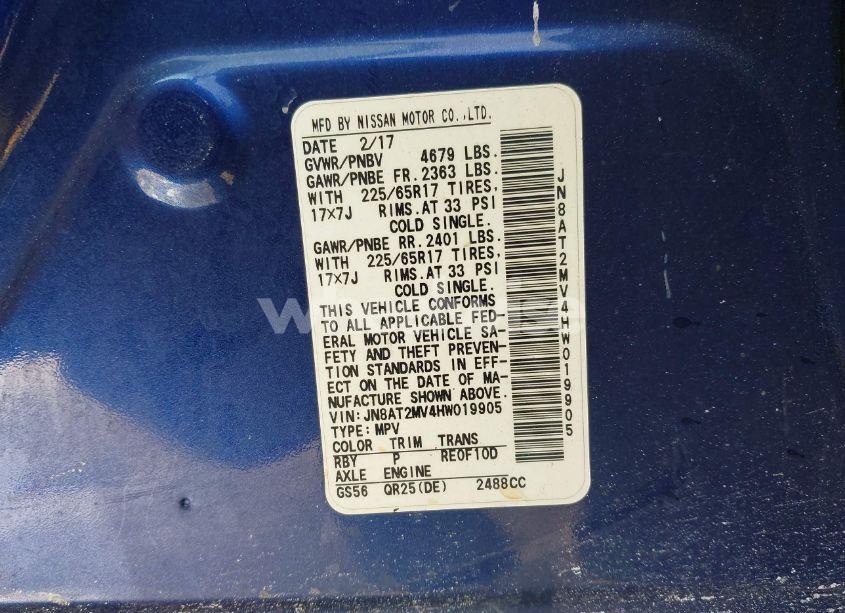 MFD BY NISSAN MOTOR CO.,LTD.
DATE 2/17
GVWR/PNBV 4679 LBS.
GAWR/PNBE FR. 2363 LBS.
WITH 225/65R17 TIRES,
17x7J RIMS. AT 33 PSI
COLD SINGLE.
GAWR/PNBE RR. 2401 LBS.
WITH 225/65R17 TIRES,
17x7J RIMS. AT 33 PSI
COLD SINGLE.
THIS VEHICLE CONFORMS
TO ALL APPLICABLE FED-
ERAL MOTOR VEHICLE SA-
FETY AND THEFT PREVEN-
TION STANDARDS IN EFF-
ECT ON THE DATE OF MA-
NUFACTURE SHOWN ABOVE.
VIN:JN8AT2MV4HW019905
TYPE: MPV
COLOR TRIM TRANS
RBY P RE0F10D
AXLE ENGINE
GS56 QR25(DE) 2488CC
JN8AT2MV4HW019905